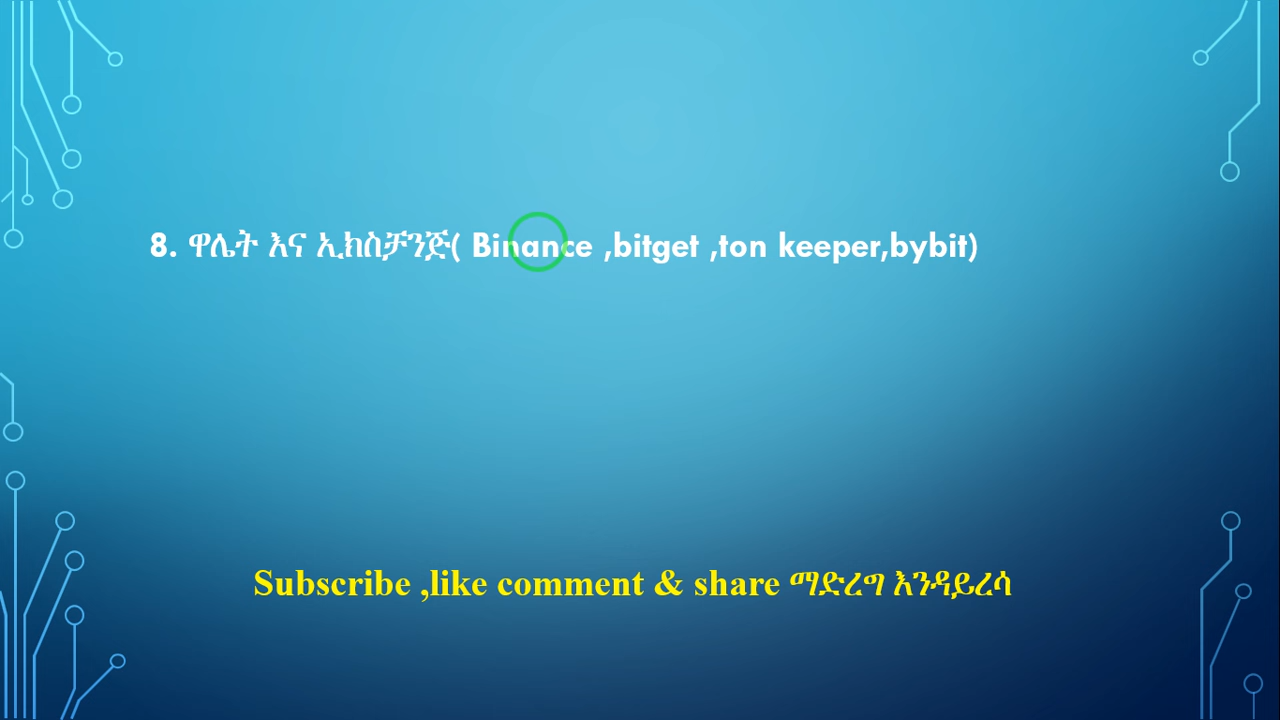 8. ዋሌት እና ኢክስቻንጅ( Binance ,bitget ,ton keeper,bybit)
Subscribe ,like comment & share ማድረግ እንዳይረሳ